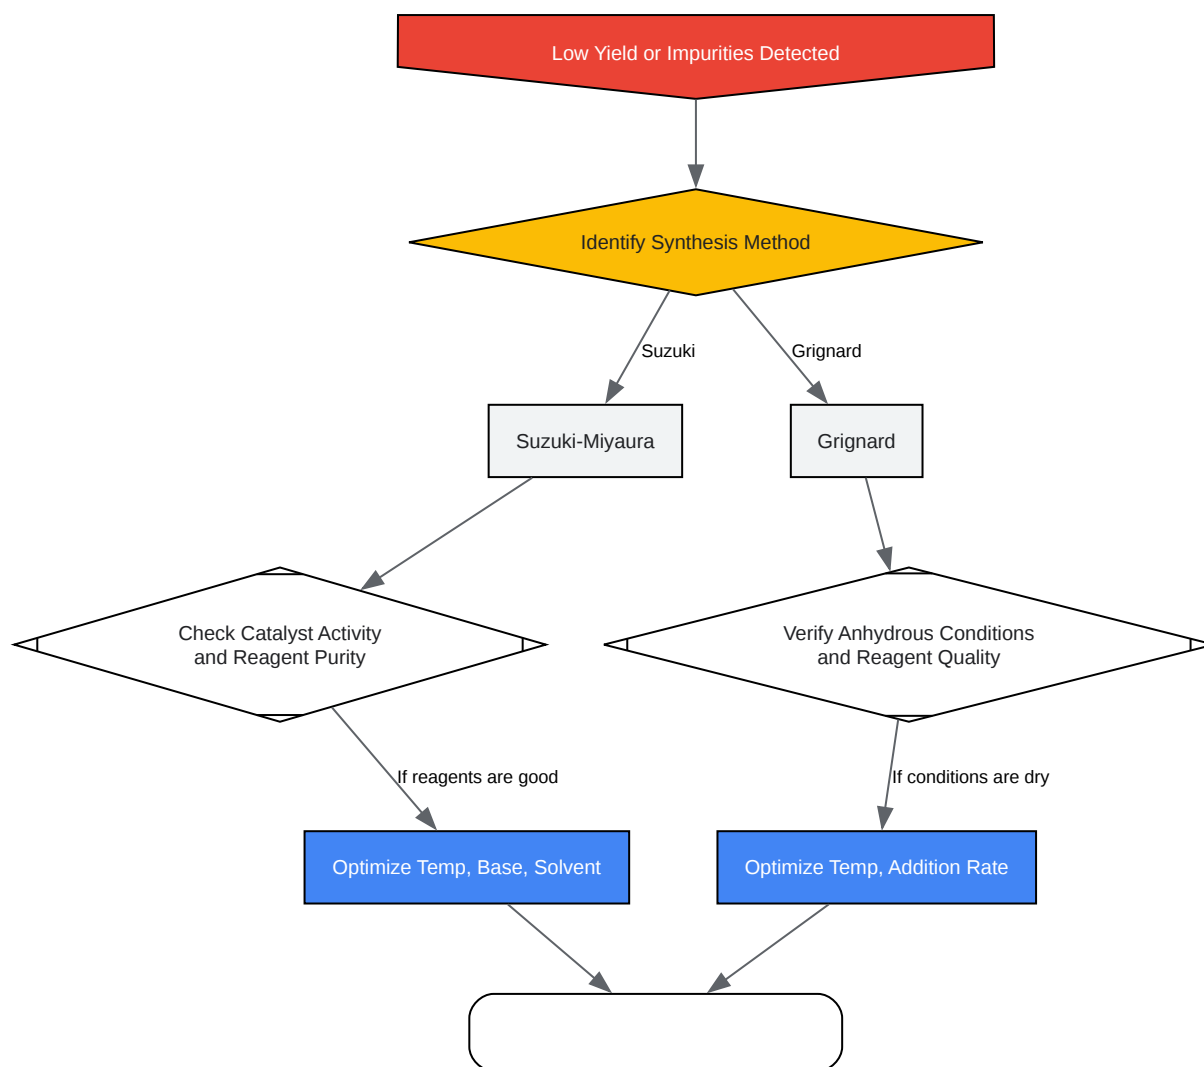 Low Yield or Impurities Detected
Identify Synthesis Method
Suzuki
Grignard
Suzuki-Miyaura
Grignard
Check Catalyst Activity
and Reagent Purity
Verify Anhydrous Conditions
and Reagent Quality
If reagents are good
If conditions are dry
Optimize Temp, Base, Solvent
Optimize Temp, Addition Rate